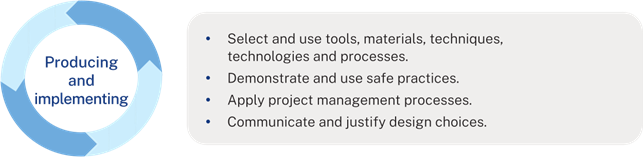 Producing
and
implementing
• Select and use tools, materials, techniques,
technologies and processes.
• Demonstrate and use safe practices.
• Apply project management processes.
• Communicate and justify design choices.